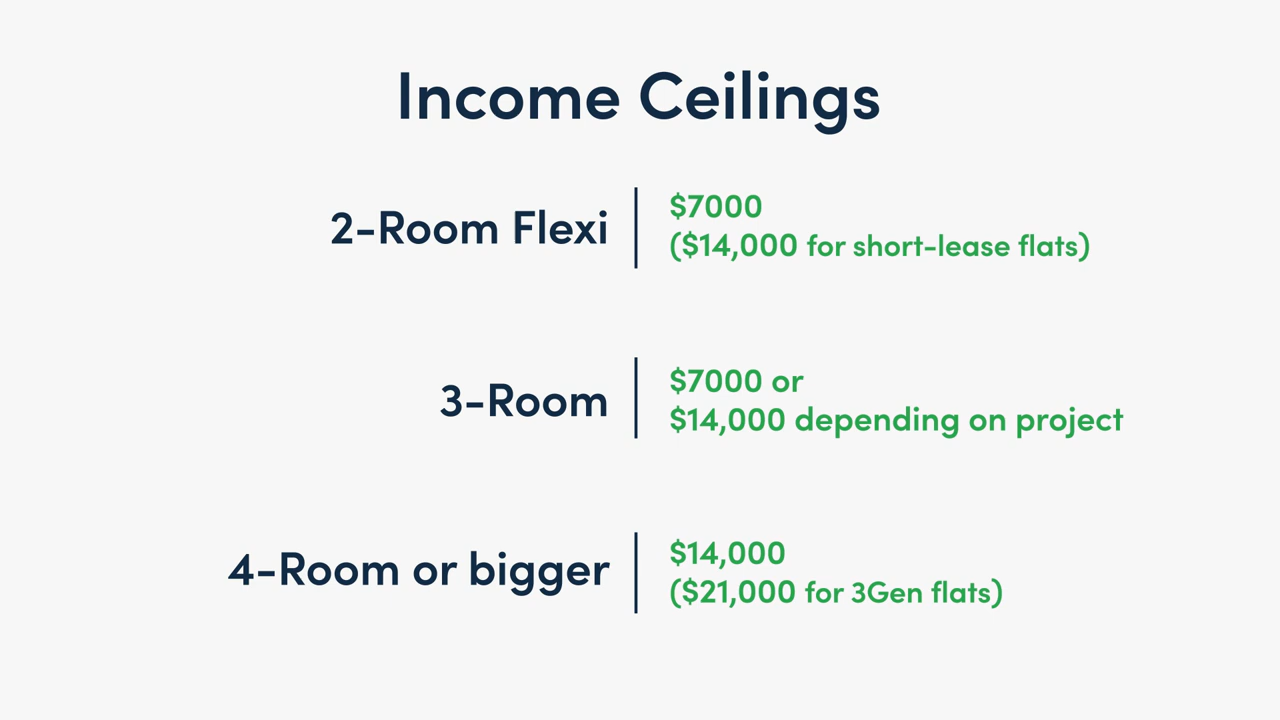 Income Ceilings
2-Room Flexi
$7000
($14,000 for short-lease flats)
3-Room
$7000 or
$14,000 depending on project
4-Room or bigger
$14,000
($21,000 for 3Gen flats)